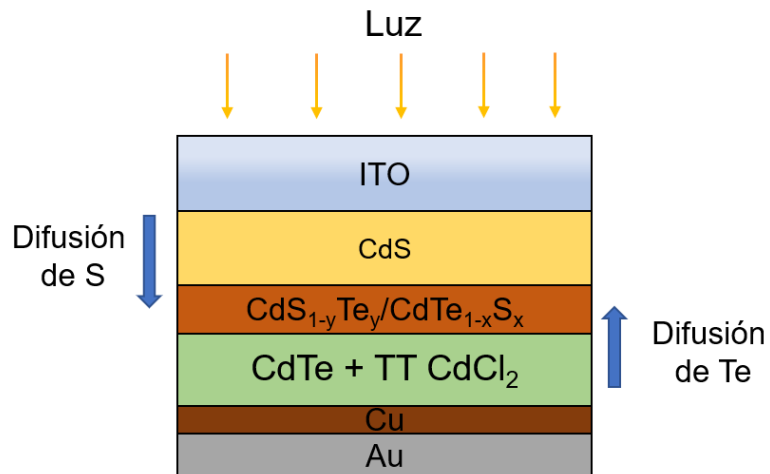 Luz
ITO
Difusión
de S
CdS
CdS₁₋yTey/CdTe₁₋ₓSₓ
Difusión
de Te
CdTe + TT CdCl₂
Cu
Au